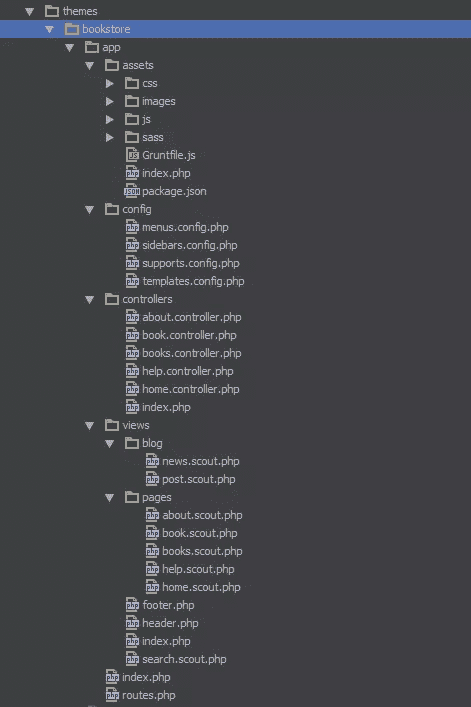 themes
bookstore
app
assets
css
images
js
sass
Gruntfile.js
index.php
package.json
config
menus.config.php
sidebars.config.php
supports.config.php
templates.config.php
controllers
about.controller.php
book.controller.php
books.controller.php
help.controller.php
home.controller.php
index.php
views
blog
news.scout.php
post.scout.php
pages
about.scout.php
book.scout.php
books.scout.php
help.scout.php
home.scout.php
footer.php
header.php
index.php
search.scout.php
index.php
routes.php